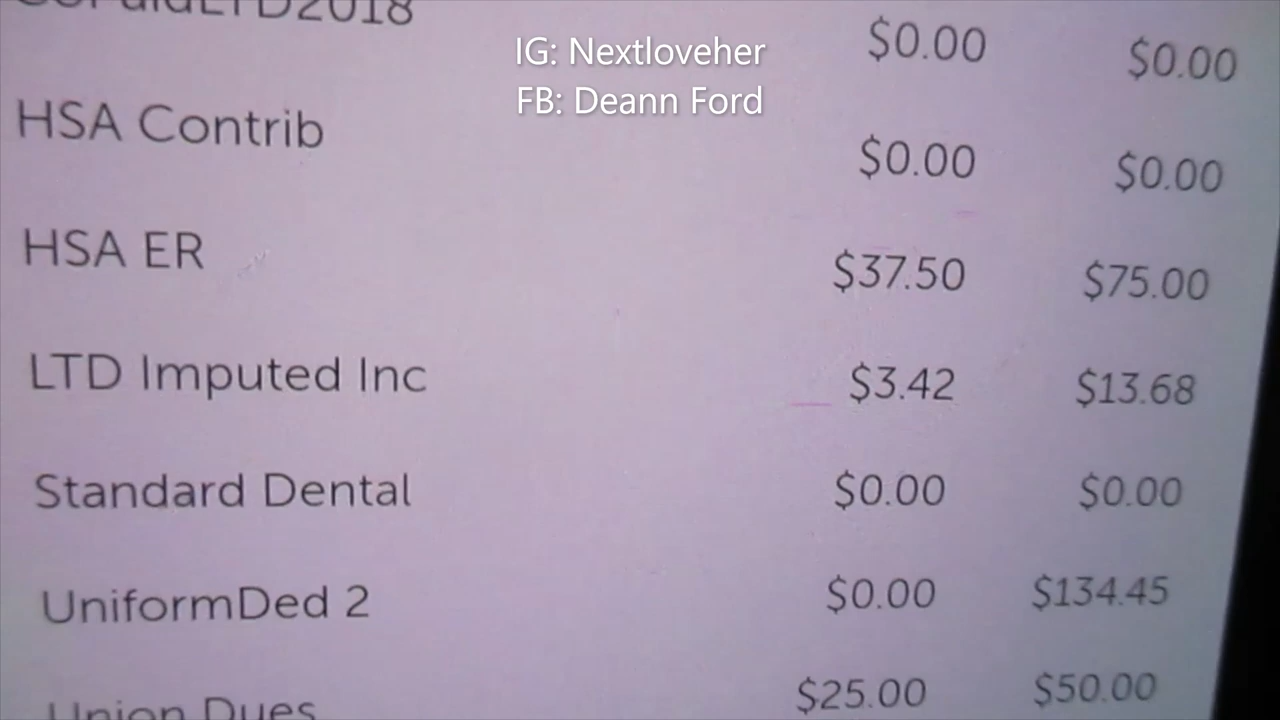 IG: Nextloveher
FB: Deann Ford
$0.00 $0.00
HSA Contrib $0.00 $0.00
HSA ER $37.50 $75.00
LTD Imputed Inc $3.42 $13.68
Standard Dental $0.00 $0.00
UniformDed 2 $0.00 $134.45
Union Dues $25.00 $50.00